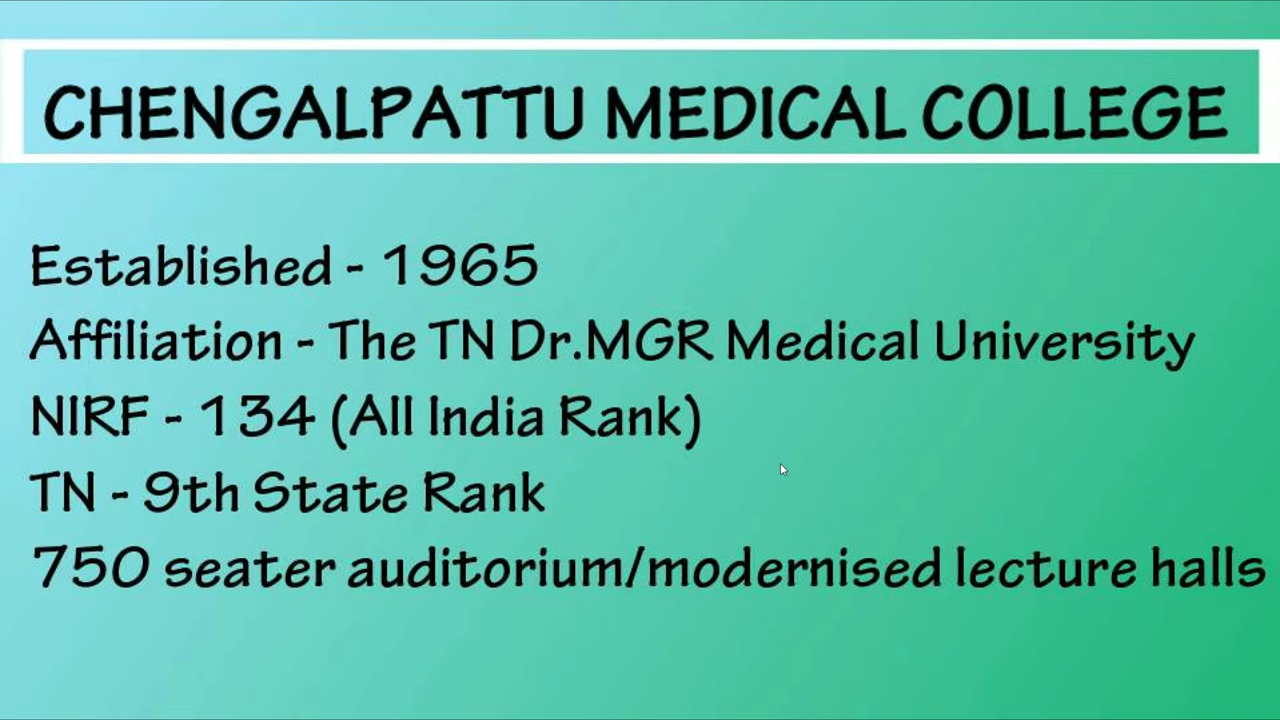 CHENGALPATTU MEDICAL COLLEGE
Established - 1965
Affiliation - The TN Dr.MGR Medical University
NIRF - 134 (All India Rank)
TN - 9th State Rank
750 seater auditorium/modernised lecture halls